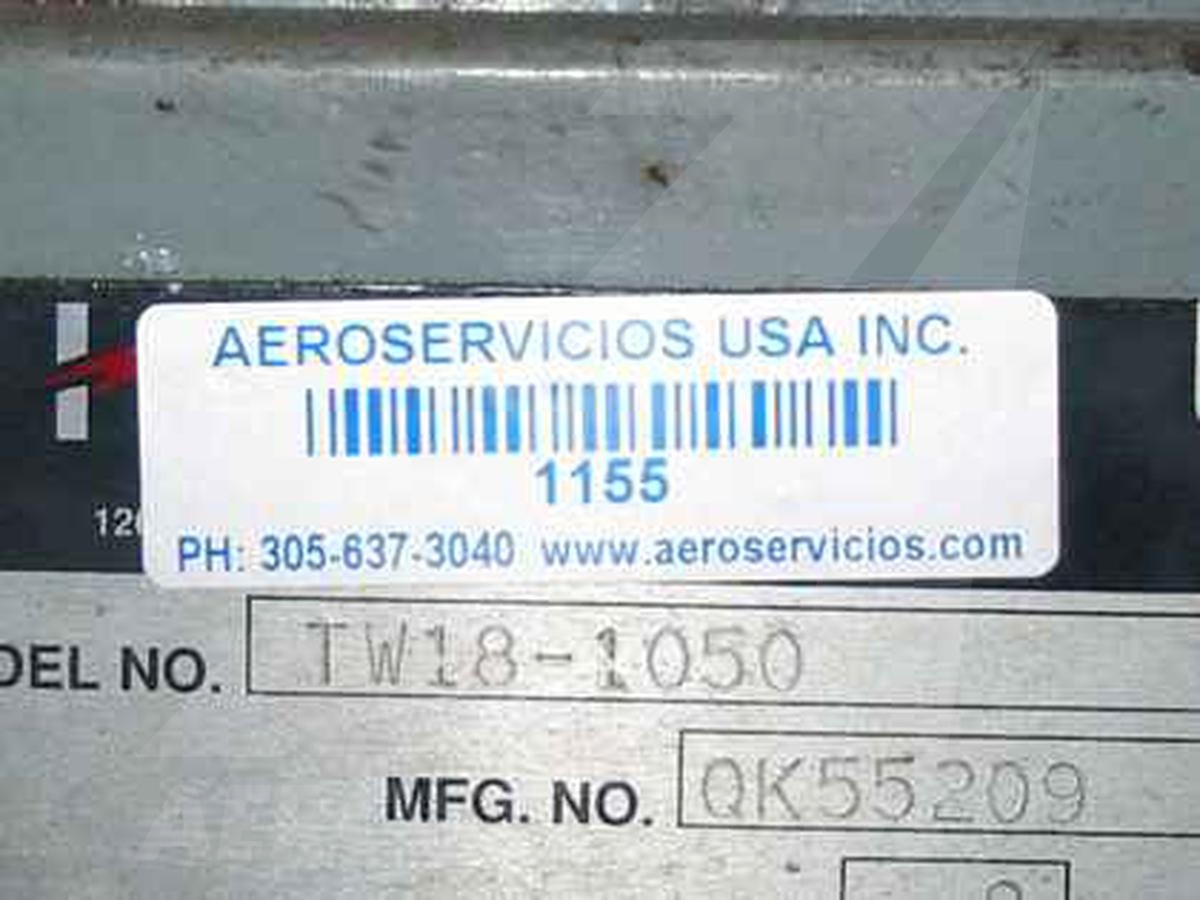 AEROSERVICIOS USA INC.
1155
PH: 305-637-3040 www.aeroservicios.com
DEL NO. TW18-1050
MFG. NO. QK55209